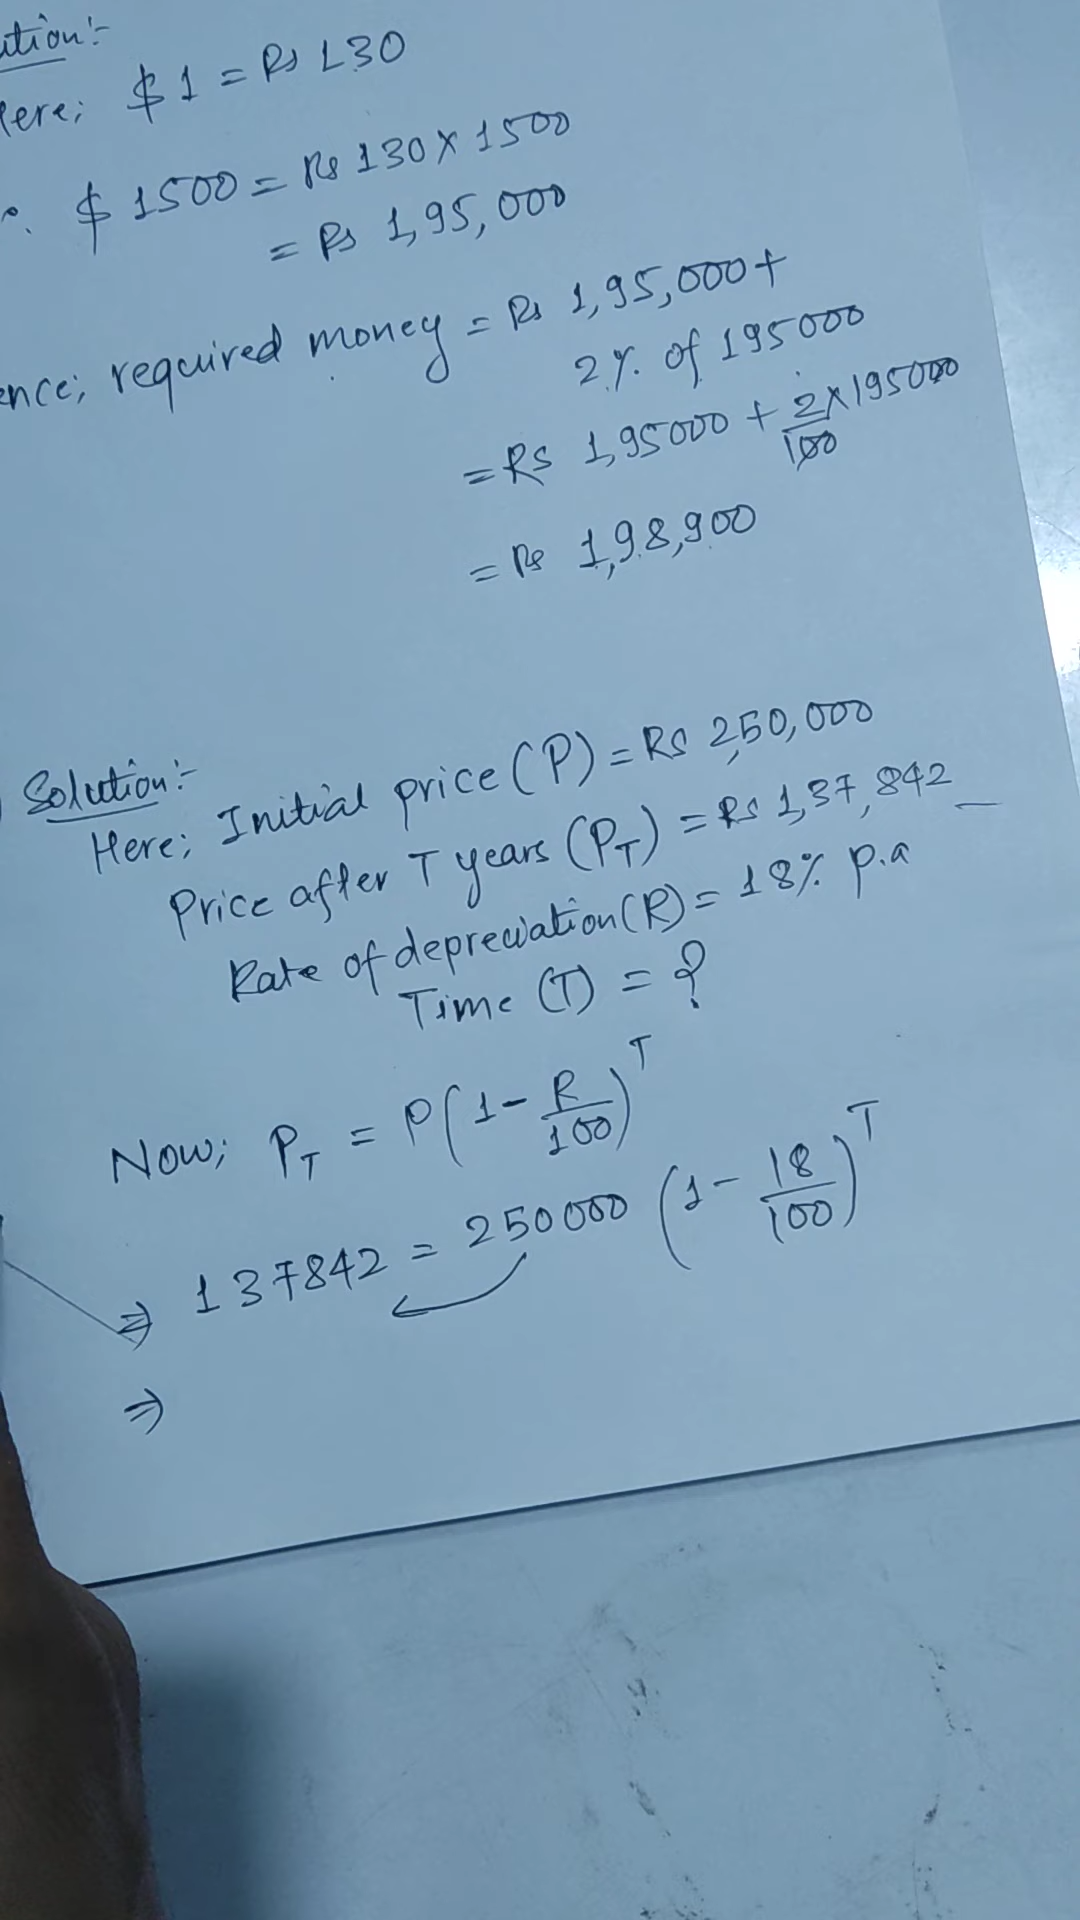 ution:-
Here; $1 = Rs 130
∴ $1500 = Rs 130 × 1500
= Rs 1,95,000
ence; required money = Rs 1,95,000 +
2% of 195000
= RS 1,95000 + 2/100 × 195000
= Rs 1,98,900
Solution:-
Here; Initial price (P) = RS 250,000
Price after T years (P_T) = Rs 1,37,842
Rate of depreciation (R) = 18% p.a
Time (T) = ?
Now; P_T = P(1 - R/100)^T
⇒ 137842 = 250000 (1 - 18/100)^T
⇒